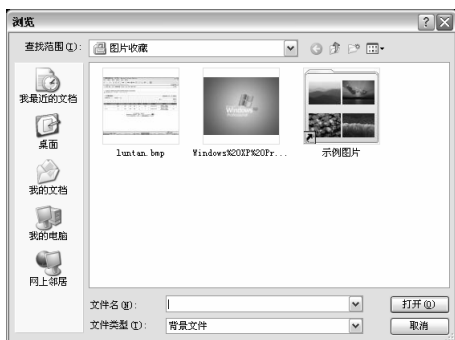 浏览
查找范围(I):
图片收藏
我最近的文档
桌面
我的文档
我的电脑
网上邻居
luntan.bmp
Windows%20XP%20Pr...
示例图片
文件名(N):
打开(O)
文件类型(T):
背景文件
取消